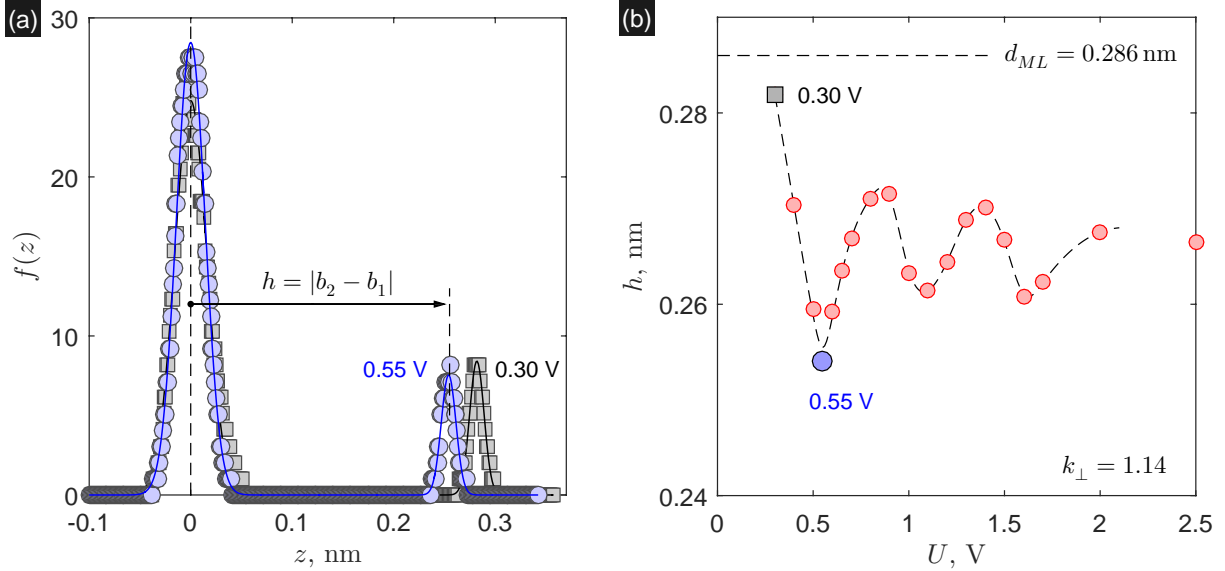 (a)
30
20
10
0
f(z)
h = |b₂ − b₁|
0.55 V
0.30 V
-0.1
0
0.1
0.2
0.3
z, nm
(b)
0.28
0.26
0.24
h, nm
d_ML = 0.286 nm
0.30 V
0.55 V
k_⊥ = 1.14
0
0.5
1
1.5
2
2.5
U, V